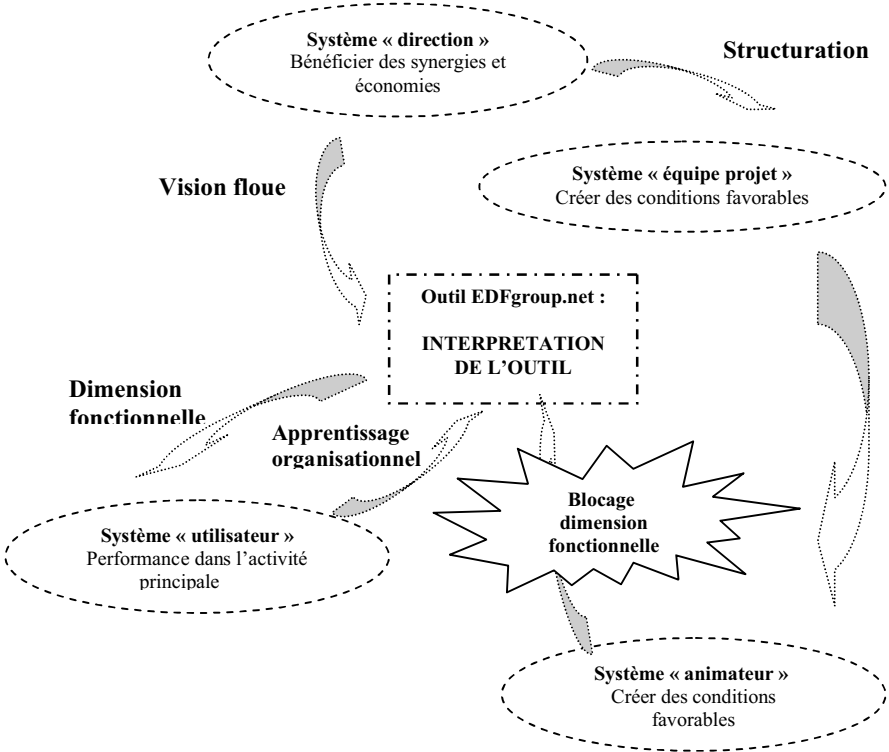 Système « direction »
Bénéficier des synergies et
économies
Structuration
Système « équipe projet »
Créer des conditions favorables
Vision floue
Outil EDFgroup.net :
INTERPRETATION
DE L’OUTIL
Dimension
fonctionnelle
Apprentissage
organisationnel
Blocage
dimension
fonctionnelle
Système « utilisateur »
Performance dans l’activité
principale
Système « animateur »
Créer des conditions
favorables